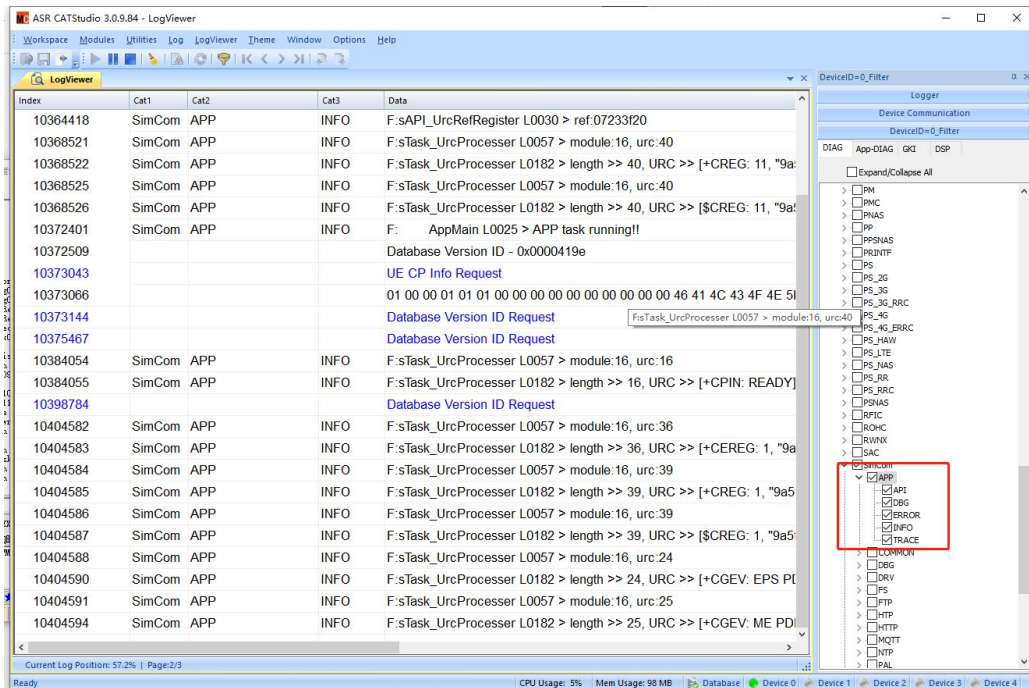 ASR CATStudio 3.0.9.84 - LogViewer
Workspace Modules Utilities Log LogViewer Theme Window Options Help
LogViewer
Index Cat1 Cat2 Cat3 Data
10364418 SimCom APP INFO F:sAPI_UrcRefRegister L0030 > ref:07233f20
10368521 SimCom APP INFO F:sTask_UrcProcesser L0057 > module:16, urc:40
10368522 SimCom APP INFO F:sTask_UrcProcesser L0182 > length >> 40, URC >> [+CREG: 11, "9a
10368525 SimCom APP INFO F:sTask_UrcProcesser L0057 > module:16, urc:40
10368526 SimCom APP INFO F:sTask_UrcProcesser L0182 > length >> 40, URC >> [$CREG: 11, "9a
10372401 SimCom APP INFO F: AppMain L0025 > APP task running!!
10372509 Database Version ID - 0x0000419e
10373043 UE CP Info Request
10373066 01 00 00 01 01 01 00 00 00 00 00 00 00 00 00 00 46 41 4C 43 4F 4E
10373144 Database Version ID Request
F:sTask_UrcProcesser L0057 > module:16, urc:40
10375467 Database Version ID Request
10384054 SimCom APP INFO F:sTask_UrcProcesser L0057 > module:16, urc:16
10384055 SimCom APP INFO F:sTask_UrcProcesser L0182 > length >> 16, URC >> [+CPIN: READY]
10398784 Database Version ID Request
10404582 SimCom APP INFO F:sTask_UrcProcesser L0057 > module:16, urc:36
10404583 SimCom APP INFO F:sTask_UrcProcesser L0182 > length >> 36, URC >> [+CEREG: 1, "9a
10404584 SimCom APP INFO F:sTask_UrcProcesser L0057 > module:16, urc:39
10404585 SimCom APP INFO F:sTask_UrcProcesser L0182 > length >> 39, URC >> [+CREG: 1, "9a5
10404586 SimCom APP INFO F:sTask_UrcProcesser L0057 > module:16, urc:39
10404587 SimCom APP INFO F:sTask_UrcProcesser L0182 > length >> 39, URC >> [$CREG: 1, "9a5
10404588 SimCom APP INFO F:sTask_UrcProcesser L0057 > module:16, urc:24
10404590 SimCom APP INFO F:sTask_UrcProcesser L0182 > length >> 24, URC >> [+CGEV: EPS PD
10404591 SimCom APP INFO F:sTask_UrcProcesser L0057 > module:16, urc:25
10404594 SimCom APP INFO F:sTask_UrcProcesser L0182 > length >> 25, URC >> [+CGEV: ME PD
Current Log Position: 57.2% | Page:2/3
DeviceID=0_Filter
Logger
Device Communication
DeviceID=0_Filter
DIAG App-DIAG GKI DSP
Expand/Collapse All
PM
PMC
PNAS
PP
PPSNAS
PRINTF
PS
PS_2G
PS_3G
PS_3G_RRC
PS_4G
PS_4G_ERRC
PS_HAW
PS_LTE
PS_NAS
PS_RR
PS_RRC
PSNAS
RFIC
ROHC
RWNX
SAC
SimCom
APP
API
DBG
ERROR
INFO
TRACE
COMMON
DBG
DRV
FS
FTP
HTP
HTTP
MQTT
NTP
PAL
Ready CPU Usage: 5% Mem Usage: 98 MB Database Device 0 Device 1 Device 2 Device 3 Device 4